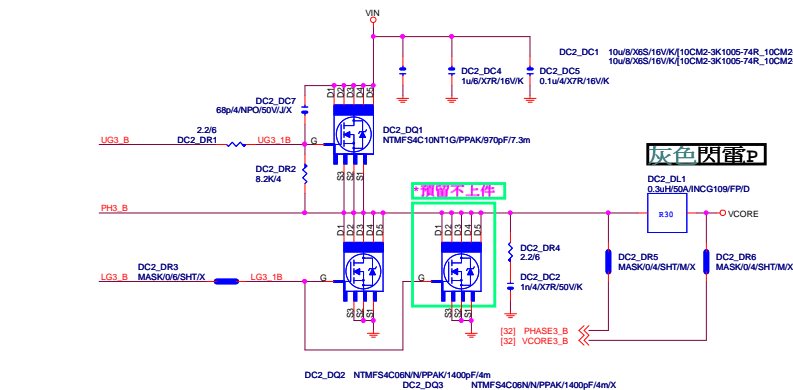 VIN
DC2_DC1 10u/8/X6S/16V/K/[10CM2-3K1005-74R_10CM2-
10u/8/X6S/16V/K/[10CM2-3K1005-74R_10CM2-
DC2_DC4
1u/6/X7R/16V/K
DC2_DC5
0.1u/4/X7R/16V/K
D1 D2 D3 D4 D5
DC2_DC7
68p/4/NPO/50V/J/X
DC2_DQ1
NTMFS4C10NT1G/PPAK/970pF/7.3m
2.2/6
UG3_B DC2_DR1 UG3_1B G
DC2_DR2
8.2K/4
S3 S2 S1
灰色閃電P
DC2_DL1
0.3uH/50A/INCG109/FP/D
*預留不上件
PH3_B
R30
VCORE
D1 D2 D3 D4 D5
D1 D2 D3 D4 D5
DC2_DR4
2.2/6
DC2_DR5
MASK/0/4/SHT/M/X
DC2_DR6
MASK/0/4/SHT/M/X
DC2_DR3
MASK/0/6/SHT/X
LG3_B LG3_1B G G
DC2_DC2
1n/4/X7R/50V/K
S3 S2 S1
S3 S2 S1
[32] PHASE3_B
[32] VCORE3_B
DC2_DQ2 NTMFS4C06N/N/PPAK/1400pF/4m
DC2_DQ3 NTMFS4C06N/N/PPAK/1400pF/4m/X